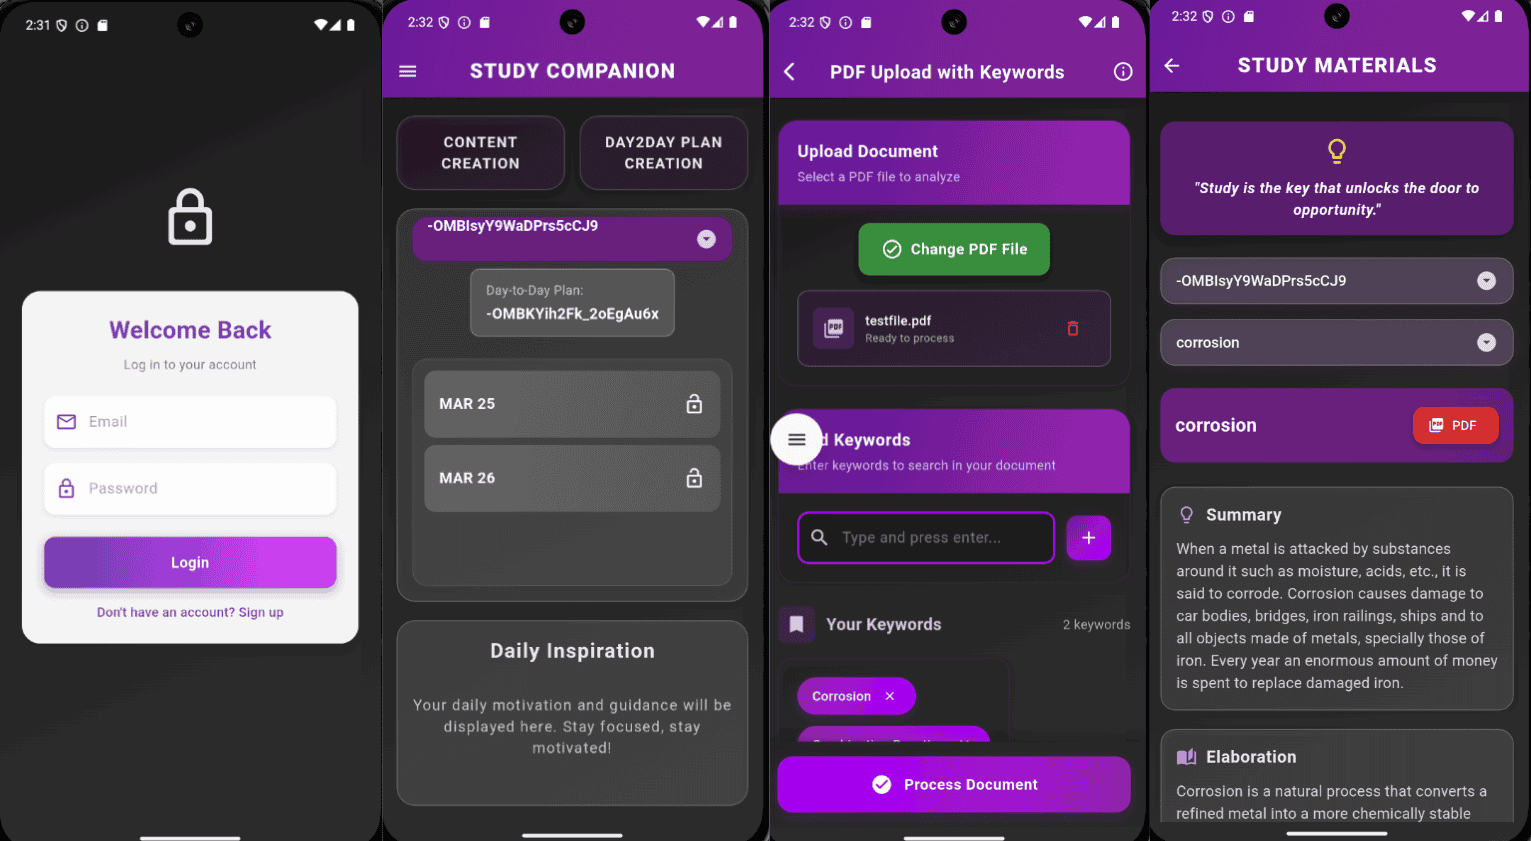 2:31
Welcome Back
Log in to your account
Email
Password
Login
Don't have an account? Sign up
2:32
STUDY COMPANION
CONTENT
CREATION
DAY2DAY PLAN
CREATION
-OMBIsyY9WaDPrs5cCJ9
Day-to-Day Plan:
-OMBKYih2Fk_2oEgAu6x
MAR 25
MAR 26
Daily Inspiration
Your daily motivation and guidance will be
displayed here. Stay focused, stay
motivated!
2:32
PDF Upload with Keywords
Upload Document
Select a PDF file to analyze
Change PDF File
PDF
testfile.pdf
Ready to process
d Keywords
Enter keywords to search in your document
Type and press enter...
+
Your Keywords
2 keywords
Corrosion ×
Process Document
2:32
STUDY MATERIALS
"Study is the key that unlocks the door to
opportunity."
-OMBIsyY9WaDPrs5cCJ9
corrosion
corrosion
PDF
Summary
When a metal is attacked by substances
around it such as moisture, acids, etc., it is
said to corrode. Corrosion causes damage to
car bodies, bridges, iron railings, ships and to
all objects made of metals, specially those of
iron. Every year an enormous amount of money
is spent to replace damaged iron.
Elaboration
Corrosion is a natural process that converts a
refined metal into a more chemically stable